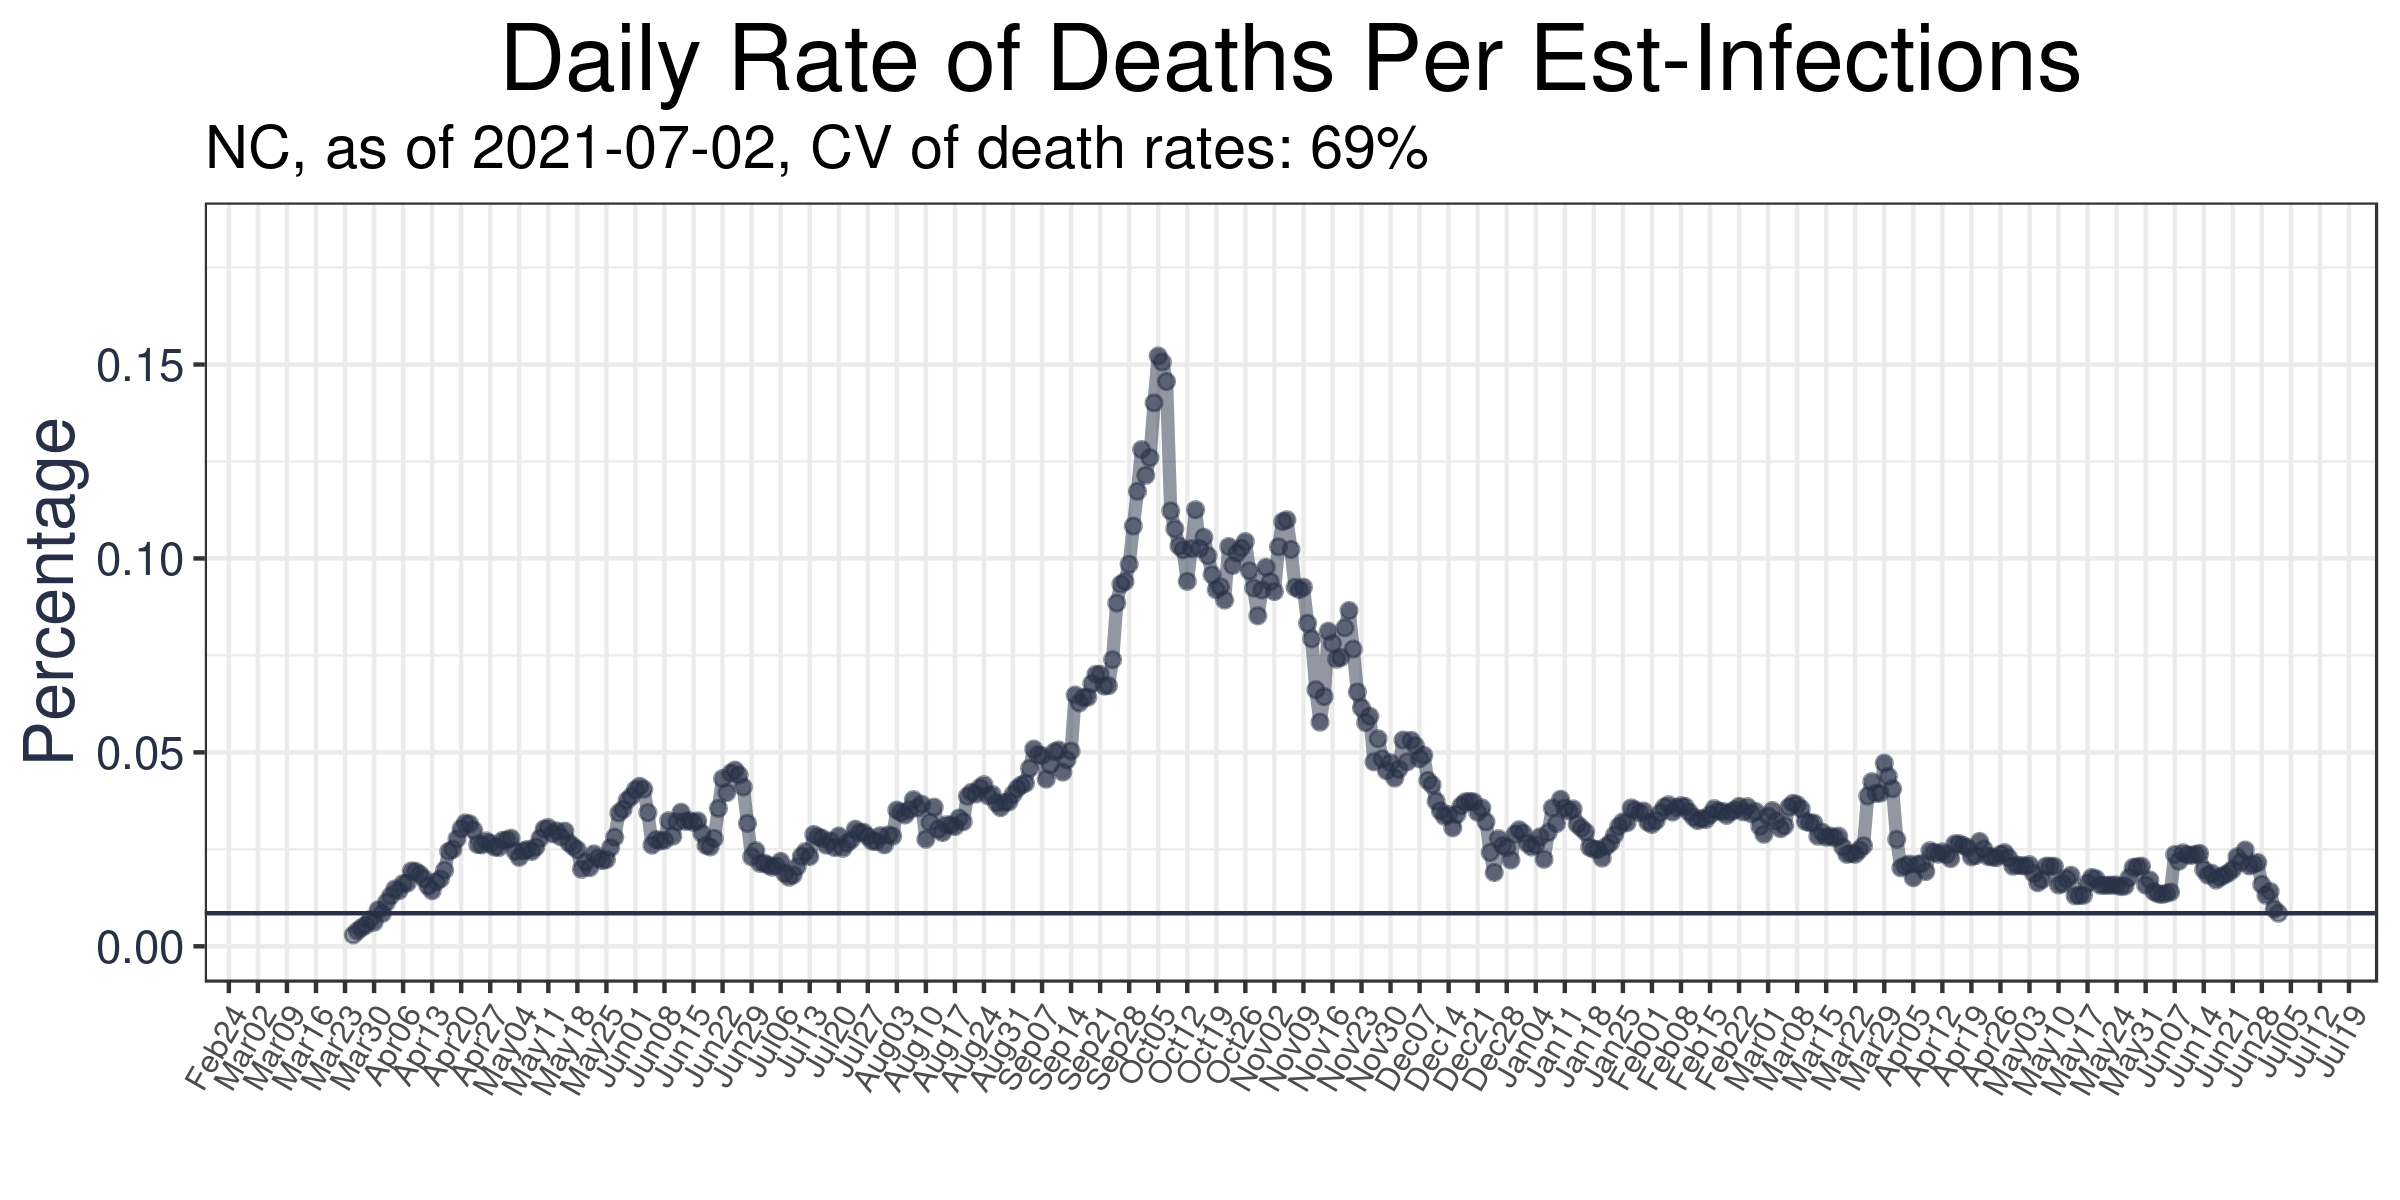 Daily Rate of Deaths Per Est-Infections
NC, as of 2021-07-02, CV of death rates: 69%
Percentage
0.15
0.10
0.05
0.00
Feb24
Mar02
Mar09
Mar16
Mar23
Mar30
Apr06
Apr13
Apr20
Apr27
May04
May11
May18
May25
Jun01
Jun08
Jun15
Jun22
Jun29
Jul06
Jul13
Jul20
Jul27
Aug03
Aug10
Aug17
Aug24
Aug31
Sep07
Sep14
Sep21
Sep28
Oct05
Oct12
Oct19
Oct26
Nov02
Nov09
Nov16
Nov23
Nov30
Dec07
Dec14
Dec21
Dec28
Jan04
Jan11
Jan18
Jan25
Feb01
Feb08
Feb15
Feb22
Mar01
Mar08
Mar15
Mar22
Mar29
Apr05
Apr12
Apr19
Apr26
May03
May10
May17
May24
May31
Jun07
Jun14
Jun21
Jun28
Jul05
Jul12
Jul19